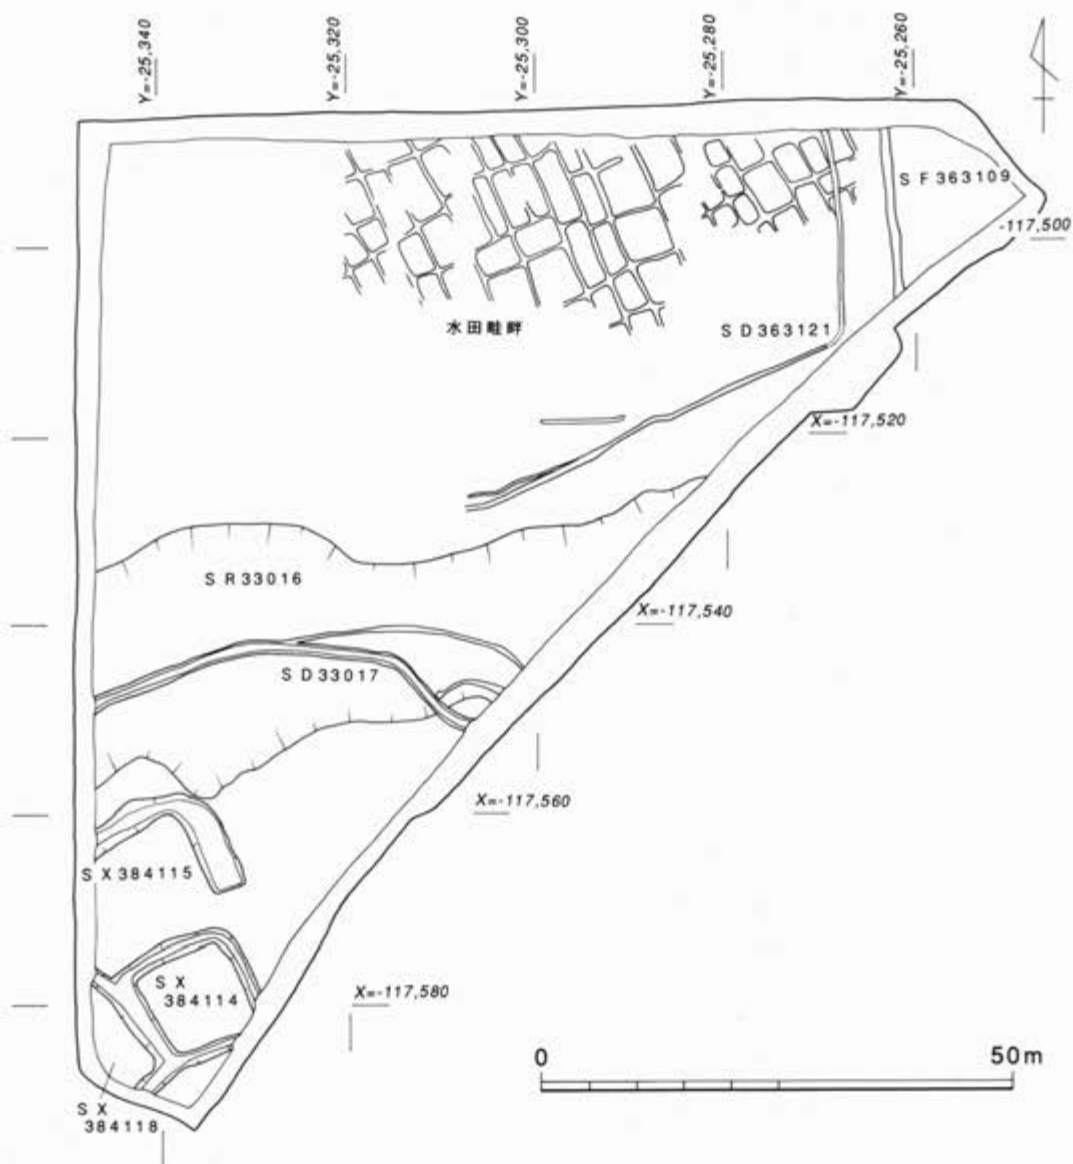 Y=-25,340
Y=-25,320
Y=-25,300
Y=-25,280
Y=-25,260
S F 363109
-117,500
水田畦畔
S D 363121
X=-117,520
S R 33016
X=-117,540
S D 33017
X=-117,560
S X 384115
S X
384114
X=-117,580
0
50m
S X
384118